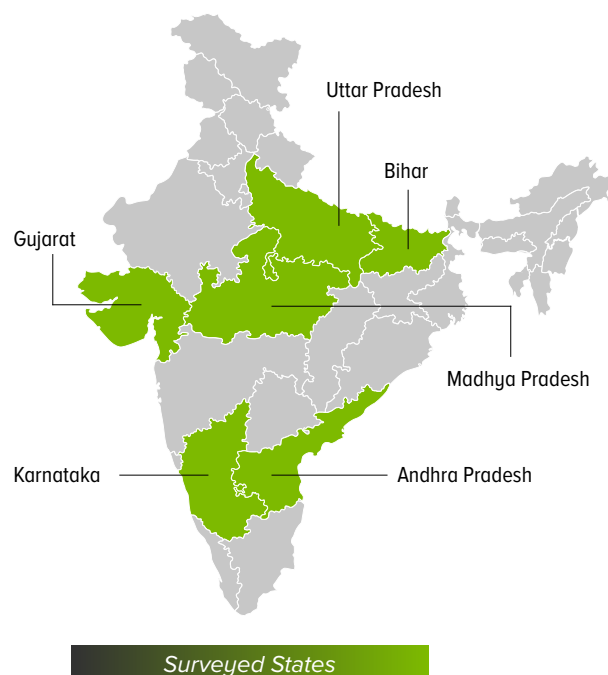 Uttar Pradesh
Bihar
Gujarat
Madhya Pradesh
Karnataka
Andhra Pradesh
Surveyed States